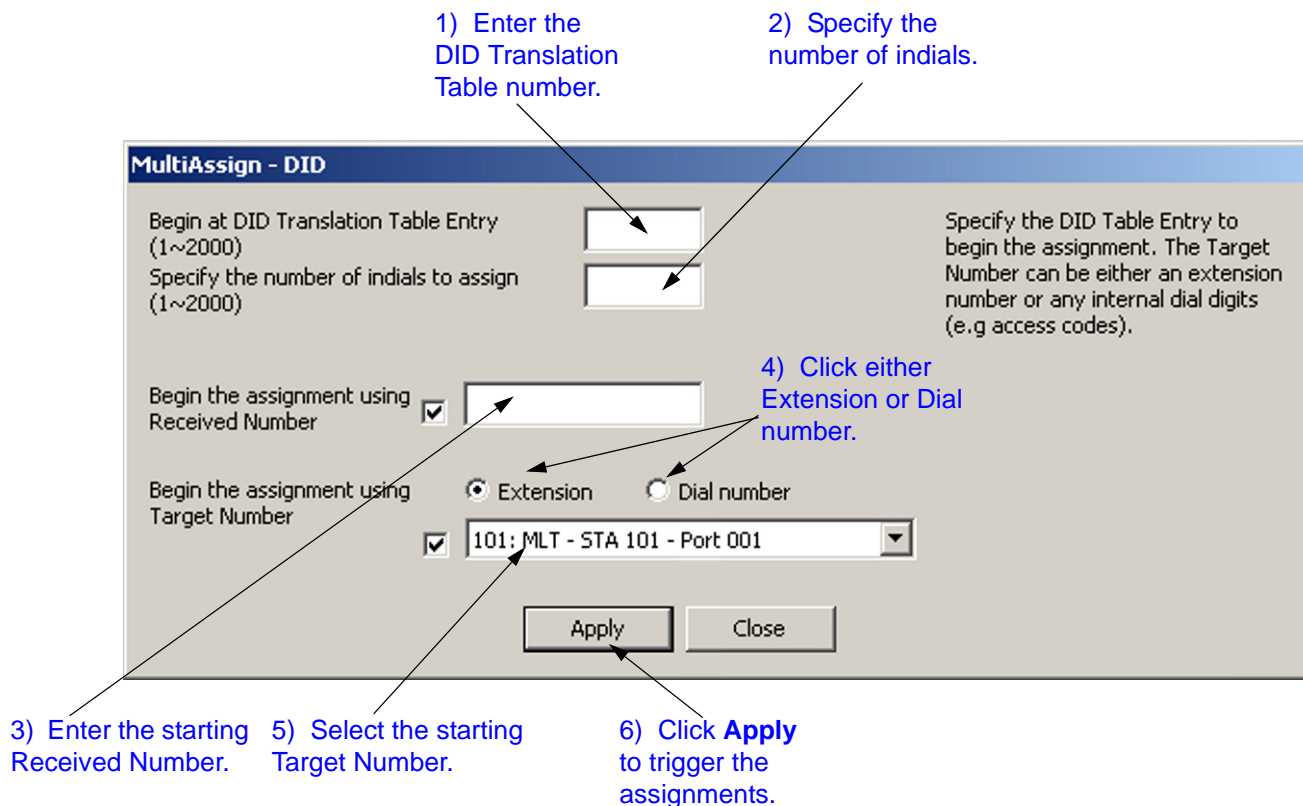 1)  Enter the
DID Translation
Table number.
2)  Specify the
number of indials.
MultiAssign - DID
Begin at DID Translation Table Entry
(1~2000)
Specify the number of indials to assign
(1~2000)
Specify the DID Table Entry to
begin the assignment. The Target
Number can be either an extension
number or any internal dial digits
(e.g access codes).
4)  Click either
Extension or Dial
number.
Begin the assignment using
Received Number
Begin the assignment using
Target Number
Extension
Dial number
101: MLT - STA 101 - Port 001
Apply
Close
3)  Enter the starting
Received Number.
5)  Select the starting
Target Number.
6)  Click Apply
to trigger the
assignments.